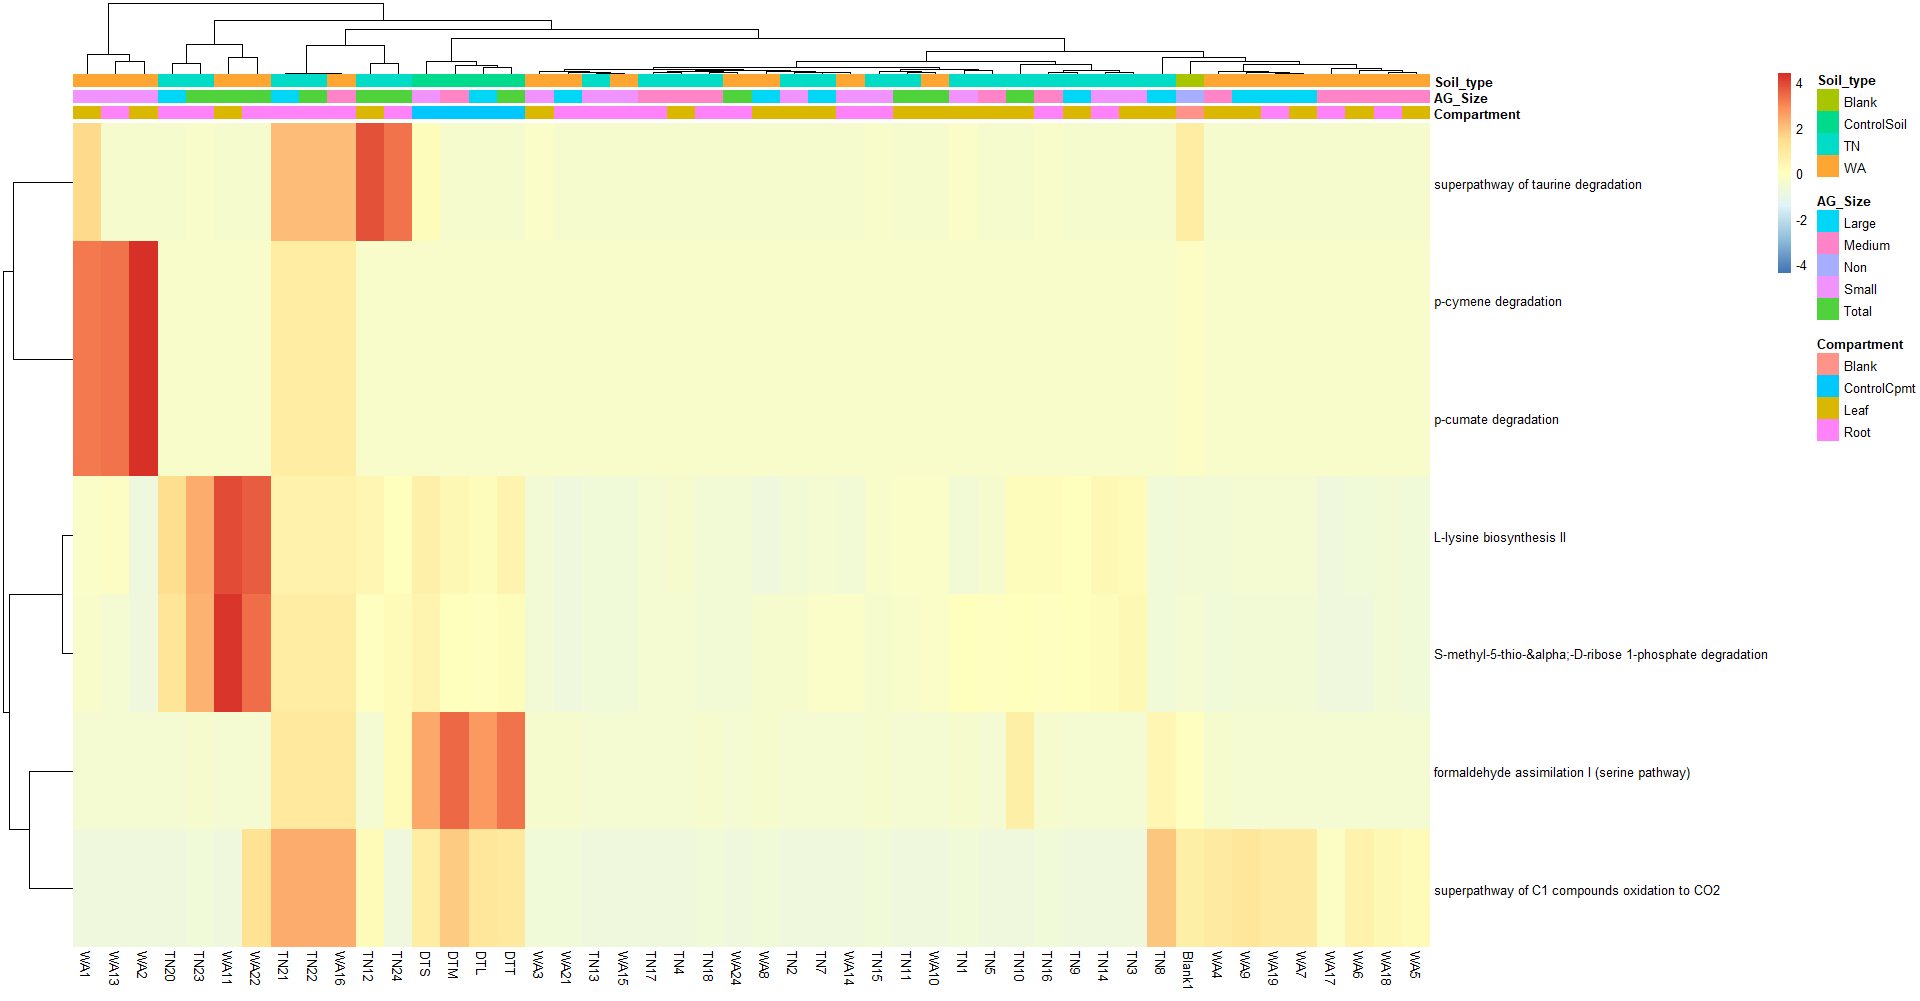 Soil_type
AG_Size
Compartment
superpathway of taurine degradation
p-cymene degradation
p-cumate degradation
L-lysine biosynthesis II
S-methyl-5-thio-&alpha;-D-ribose 1-phosphate degradation
formaldehyde assimilation I (serine pathway)
superpathway of C1 compounds oxidation to CO2
WA1
WA13
WA2
TN20
TN23
WA11
WA22
TN21
TN22
WA16
TN12
TN24
DTS
DTM
DTL
DTT
WA3
WA21
TN13
WA15
TN17
TN4
TN18
WA24
WA8
TN2
TN7
WA14
TN15
TN11
WA10
TN1
TN5
TN10
TN16
TN9
TN14
TN3
TN8
Blank1
WA4
WA9
WA19
WA7
WA17
WA6
WA18
WA5
4
2
0
-2
-4
Soil_type
Blank
ControlSoil
TN
WA
AG_Size
Large
Medium
Non
Small
Total
Compartment
Blank
ControlCpmt
Leaf
Root